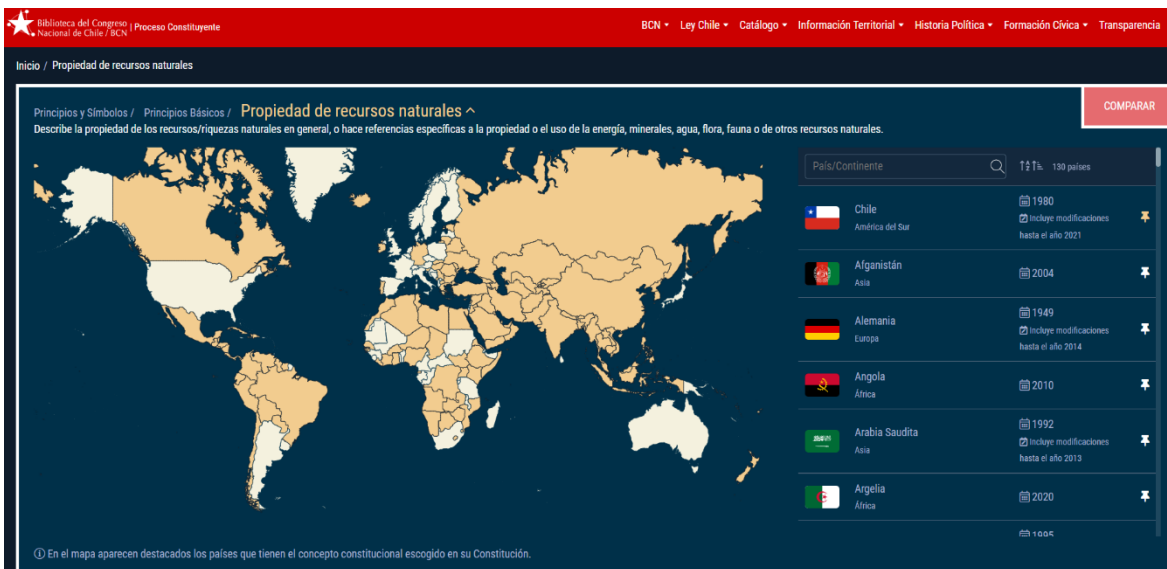 Biblioteca del Congreso
Nacional de Chile / BCN | Proceso Constituyente
BCN Ley Chile Catálogo Información Territorial Historia Política Formación Cívica Transparencia
Inicio / Propiedad de recursos naturales
Principios y Símbolos / Principios Básicos / Propiedad de recursos naturales
COMPARAR
Describe la propiedad de los recursos/riquezas naturales en general, o hace referencias específicas a la propiedad o el uso de la energía, minerales, agua, flora, fauna o de otros recursos naturales.
País/Continente
130 países
Chile
América del Sur
1980
Incluye modificaciones
hasta el año 2021
Afganistán
Asia
2004
Alemania
Europa
1949
Incluye modificaciones
hasta el año 2014
Angola
África
2010
Arabia Saudita
Asia
1992
Incluye modificaciones
hasta el año 2013
Argelia
África
2020
En el mapa aparecen destacados los países que tienen el concepto constitucional escogido en su Constitución.